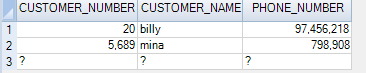 CUSTOMER_NUMBER CUSTOMER_NAME PHONE_NUMBER
1 20 billy 97,456,218
2 5,689 mina 798,908
3 ? ? ?